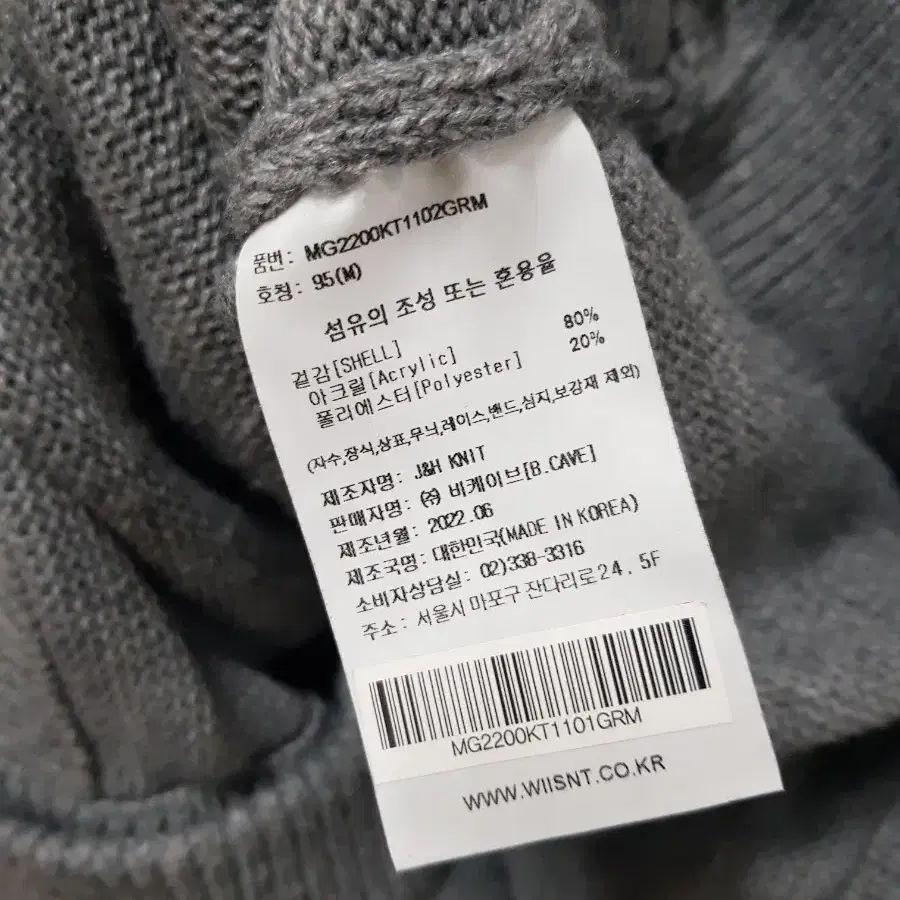 품번: MG2200KT1102GRM
호칭: 95(M)
섬유의 조성 또는 혼용율
겉감[SHELL]
아크릴[Acrylic] 80%
폴리에스터[Polyester] 20%
(자수,장식,상표,무늬,레이스,밴드,심지,보강재 제외)
제조자명: J&H KNIT
판매자명: ㈜ 비케이브[B.CAVE]
제조년월: 2022.06
제조국명: 대한민국(MADE IN KOREA)
소비자상담실: 02)338-3316
주소: 서울시 마포구 잔다리로24. 5F
MG2200KT1101GRM
WWW.WIISNT.CO.KR